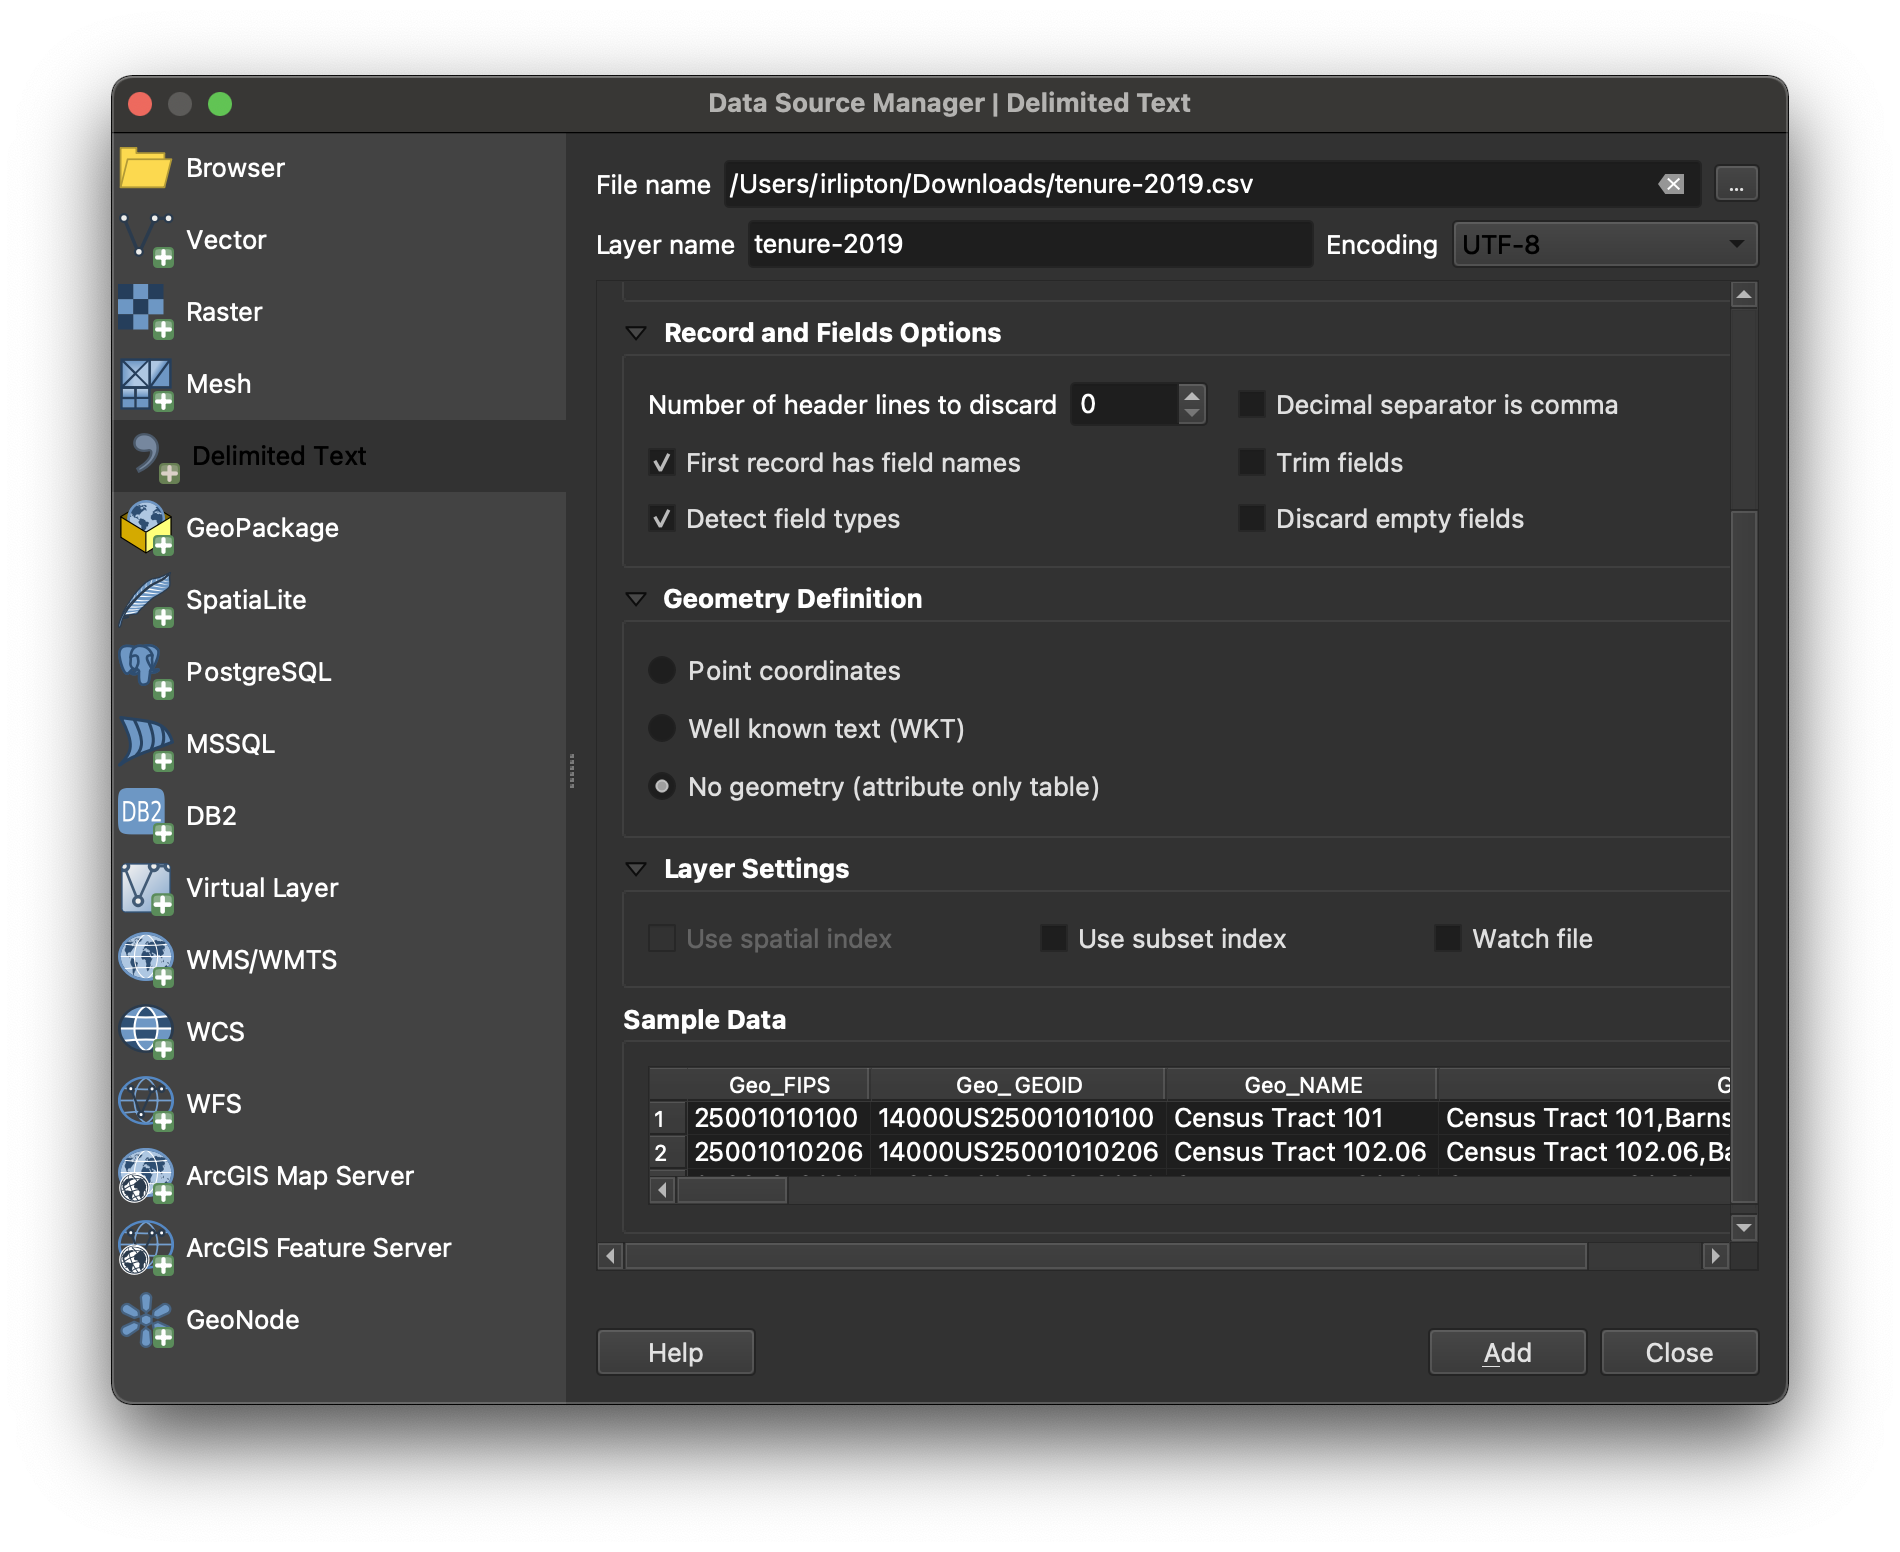 Data Source Manager | Delimited Text
Browser
Vector
Raster
Mesh
Delimited Text
GeoPackage
SpatiaLite
PostgreSQL
MSSQL
DB2
DB2
Virtual Layer
WMS/WMTS
WCS
WFS
ArcGIS Map Server
ArcGIS Feature Server
GeoNode
File name /Users/irlipton/Downloads/tenure-2019.csv ...
Layer name tenure-2019 Encoding UTF-8
Record and Fields Options
Number of header lines to discard 0 Decimal separator is comma
First record has field names Trim fields
Detect field types Discard empty fields
Geometry Definition
Point coordinates
Well known text (WKT)
No geometry (attribute only table)
Layer Settings
Use spatial index Use subset index Watch file
Sample Data
Geo_FIPS Geo_GEOID Geo_NAME G
1 25001010100 14000US25001010100 Census Tract 101 Census Tract 101,Barns
2 25001010206 14000US25001010206 Census Tract 102.06 Census Tract 102.06,Ba
Help Add Close